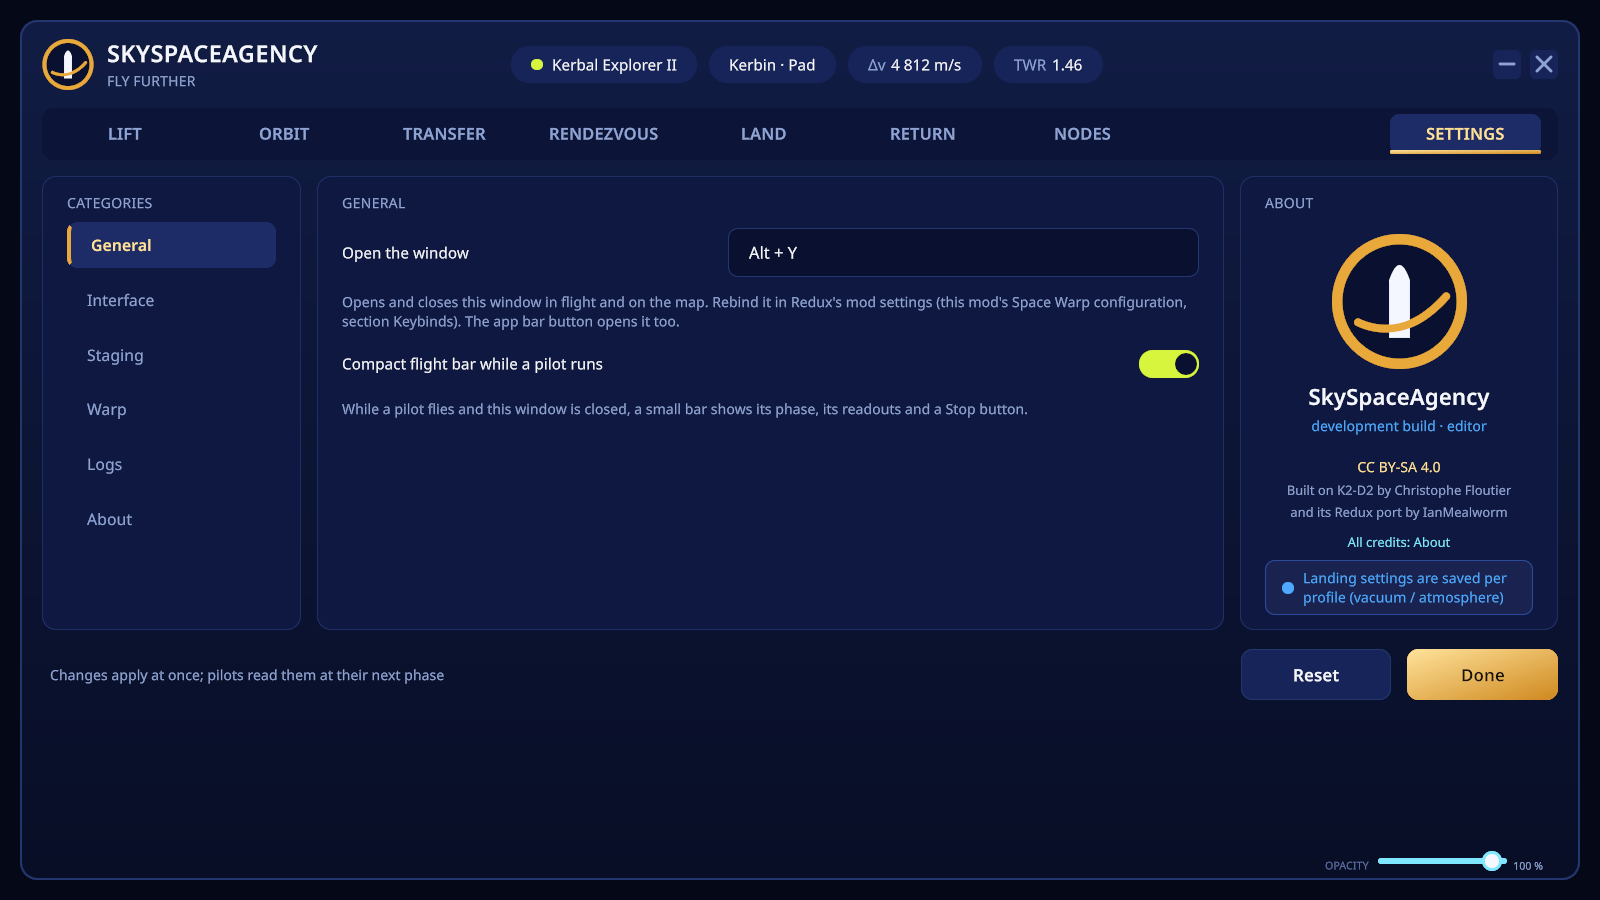 SKYSPACEAGENCY
FLY FURTHER
Kerbal Explorer II
Kerbin · Pad
Δv 4 812 m/s
TWR 1.46
LIFT
ORBIT
TRANSFER
RENDEZVOUS
LAND
RETURN
NODES
SETTINGS
CATEGORIES
General
Interface
Staging
Warp
Logs
About
GENERAL
Open the window
Alt + Y
Opens and closes this window in flight and on the map. Rebind it in Redux's mod settings (this mod's Space Warp configuration,
section Keybinds). The app bar button opens it too.
Compact flight bar while a pilot runs
While a pilot flies and this window is closed, a small bar shows its phase, its readouts and a Stop button.
ABOUT
SkySpaceAgency
development build · editor
CC BY-SA 4.0
Built on K2-D2 by Christophe Floutier
and its Redux port by IanMealworm
All credits: About
Landing settings are saved per
profile (vacuum / atmosphere)
Changes apply at once; pilots read them at their next phase
Reset
Done
OPACITY
100 %